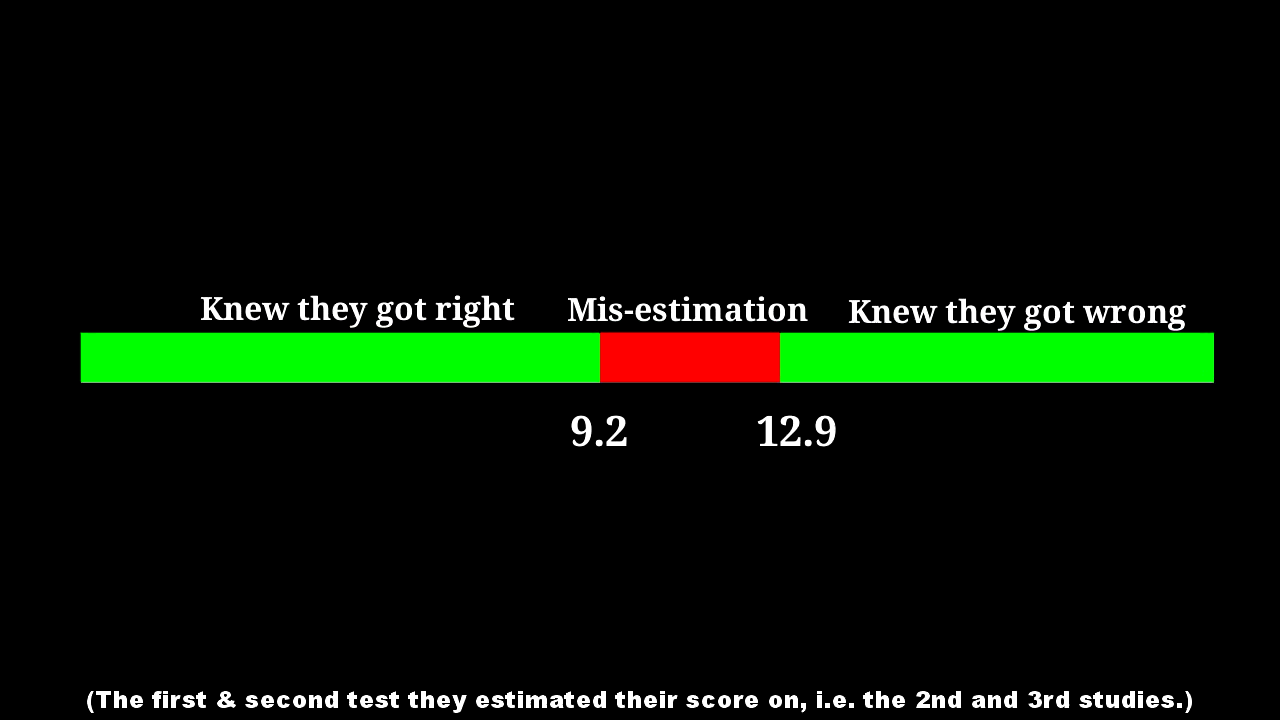 Knew they got right Mis-estimation Knew they got wrong
9.2 12.9
(The first & second test they estimated their score on, i.e. the 2nd and 3rd studies.)